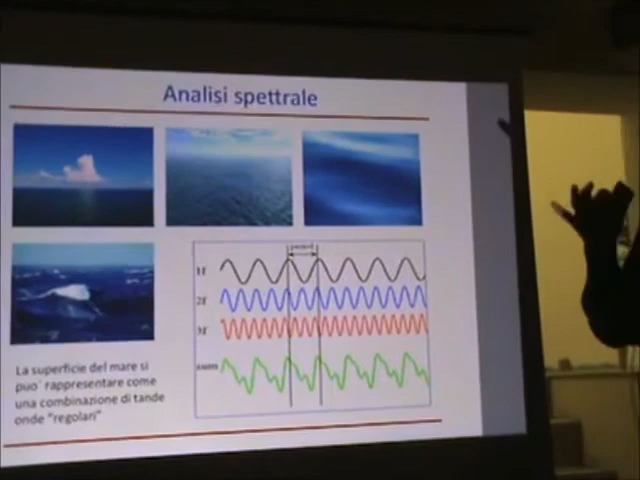 Analisi spettrale
1f
2f
3f
La superficie del mare si
puo` rappresentare come
una combinazione di tande
onde "regolari"